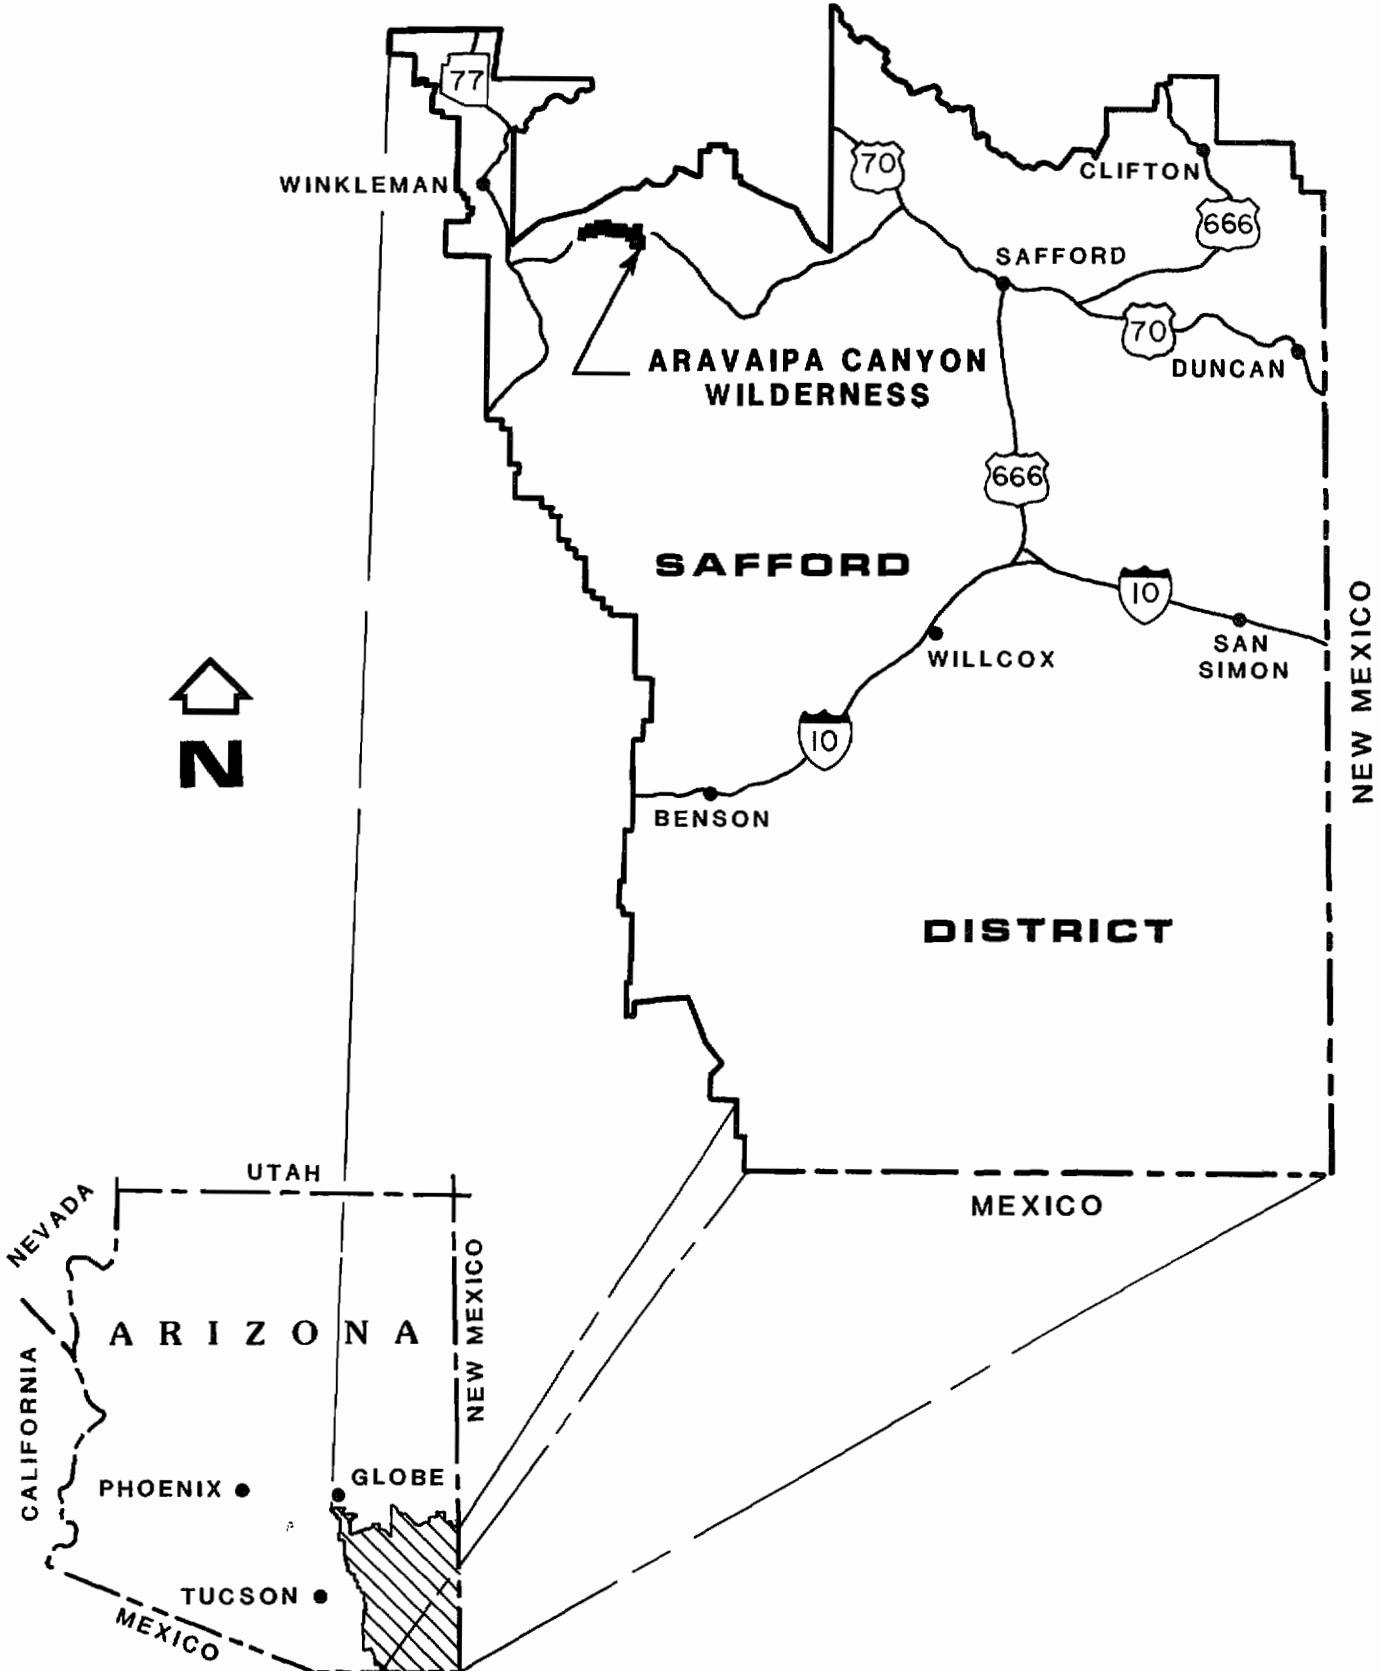 77
WINKLEMAN
70
CLIFTON
666
SAFFORD
70
DUNCAN
ARAVAIPA CANYON
WILDERNESS
666
SAFFORD
10
SAN
SIMON
WILLCOX
NEW MEXICO
N
10
BENSON
DISTRICT
MEXICO
UTAH
NEVADA
NEW MEXICO
ARIZONA
CALIFORNIA
GLOBE
PHOENIX
TUCSON
MEXICO